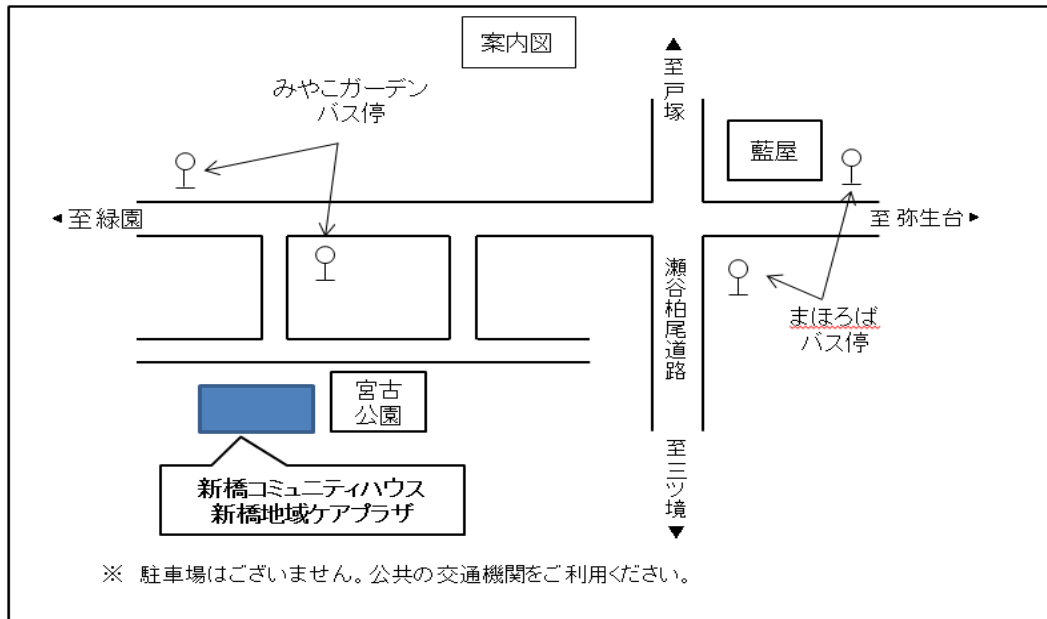 案内図
至戸塚
みやこガーデン
バス停
藍屋
至 緑園
至 弥生台
瀬谷柏尾道路
まほろば
バス停
宮古
公園
至三ツ境
新橋コミュニティハウス
新橋地域ケアプラザ
※ 駐車場はございません。公共の交通機関をご利用ください。